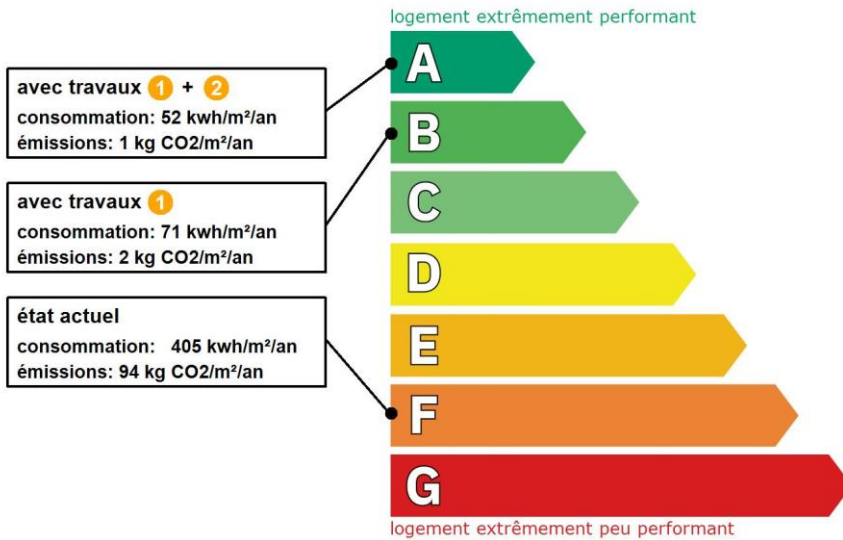 logement extrêmement performant
A
avec travaux 1 + 2
consommation: 52 kwh/m²/an
émissions: 1 kg CO2/m²/an
B
avec travaux 1
consommation: 71 kwh/m²/an
émissions: 2 kg CO2/m²/an
C
D
état actuel
consommation: 405 kwh/m²/an
émissions: 94 kg CO2/m²/an
E
F
G
logement extrêmement peu performant